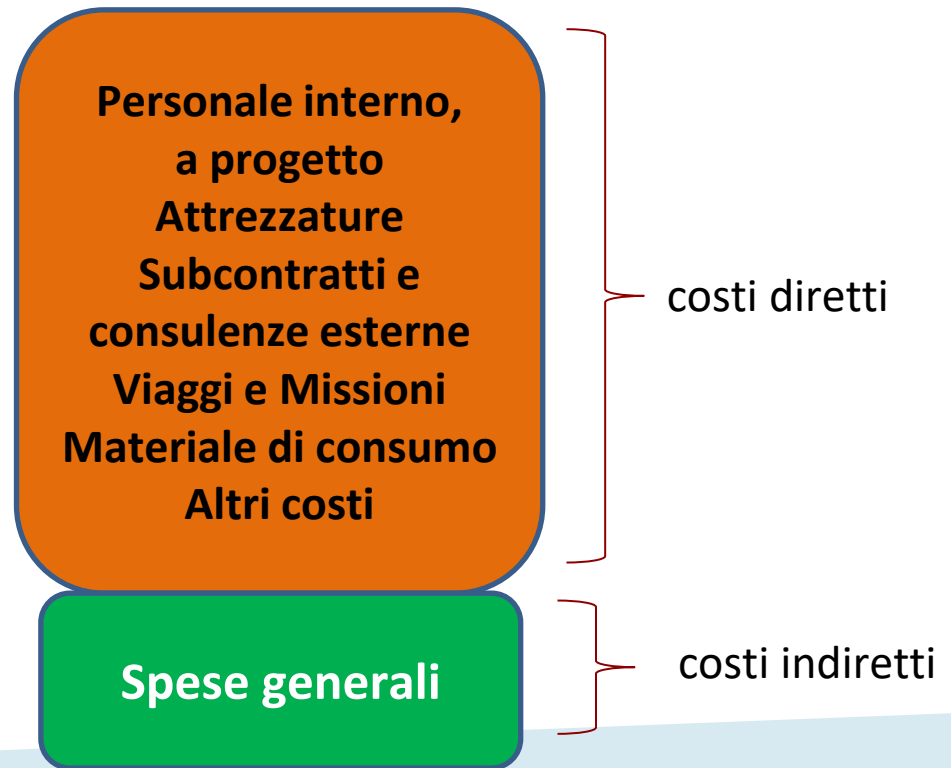 Personale interno,
a progetto
Attrezzature
Subcontratti e
consulenze esterne
Viaggi e Missioni
Materiale di consumo
Altri costi
costi diretti
Spese generali
costi indiretti